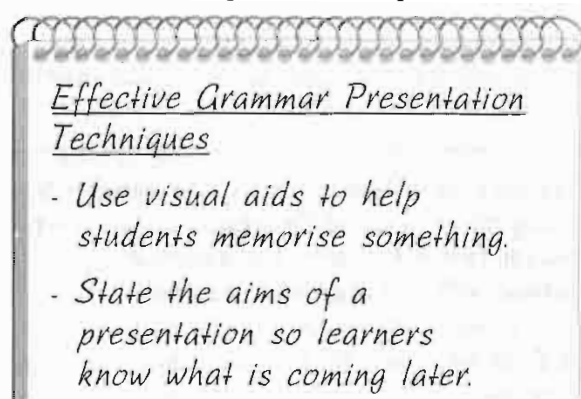 Effective Grammar Presentation
Techniques
- Use visual aids to help
students memorise something.
- State the aims of a
presentation so learners
know what is coming later.